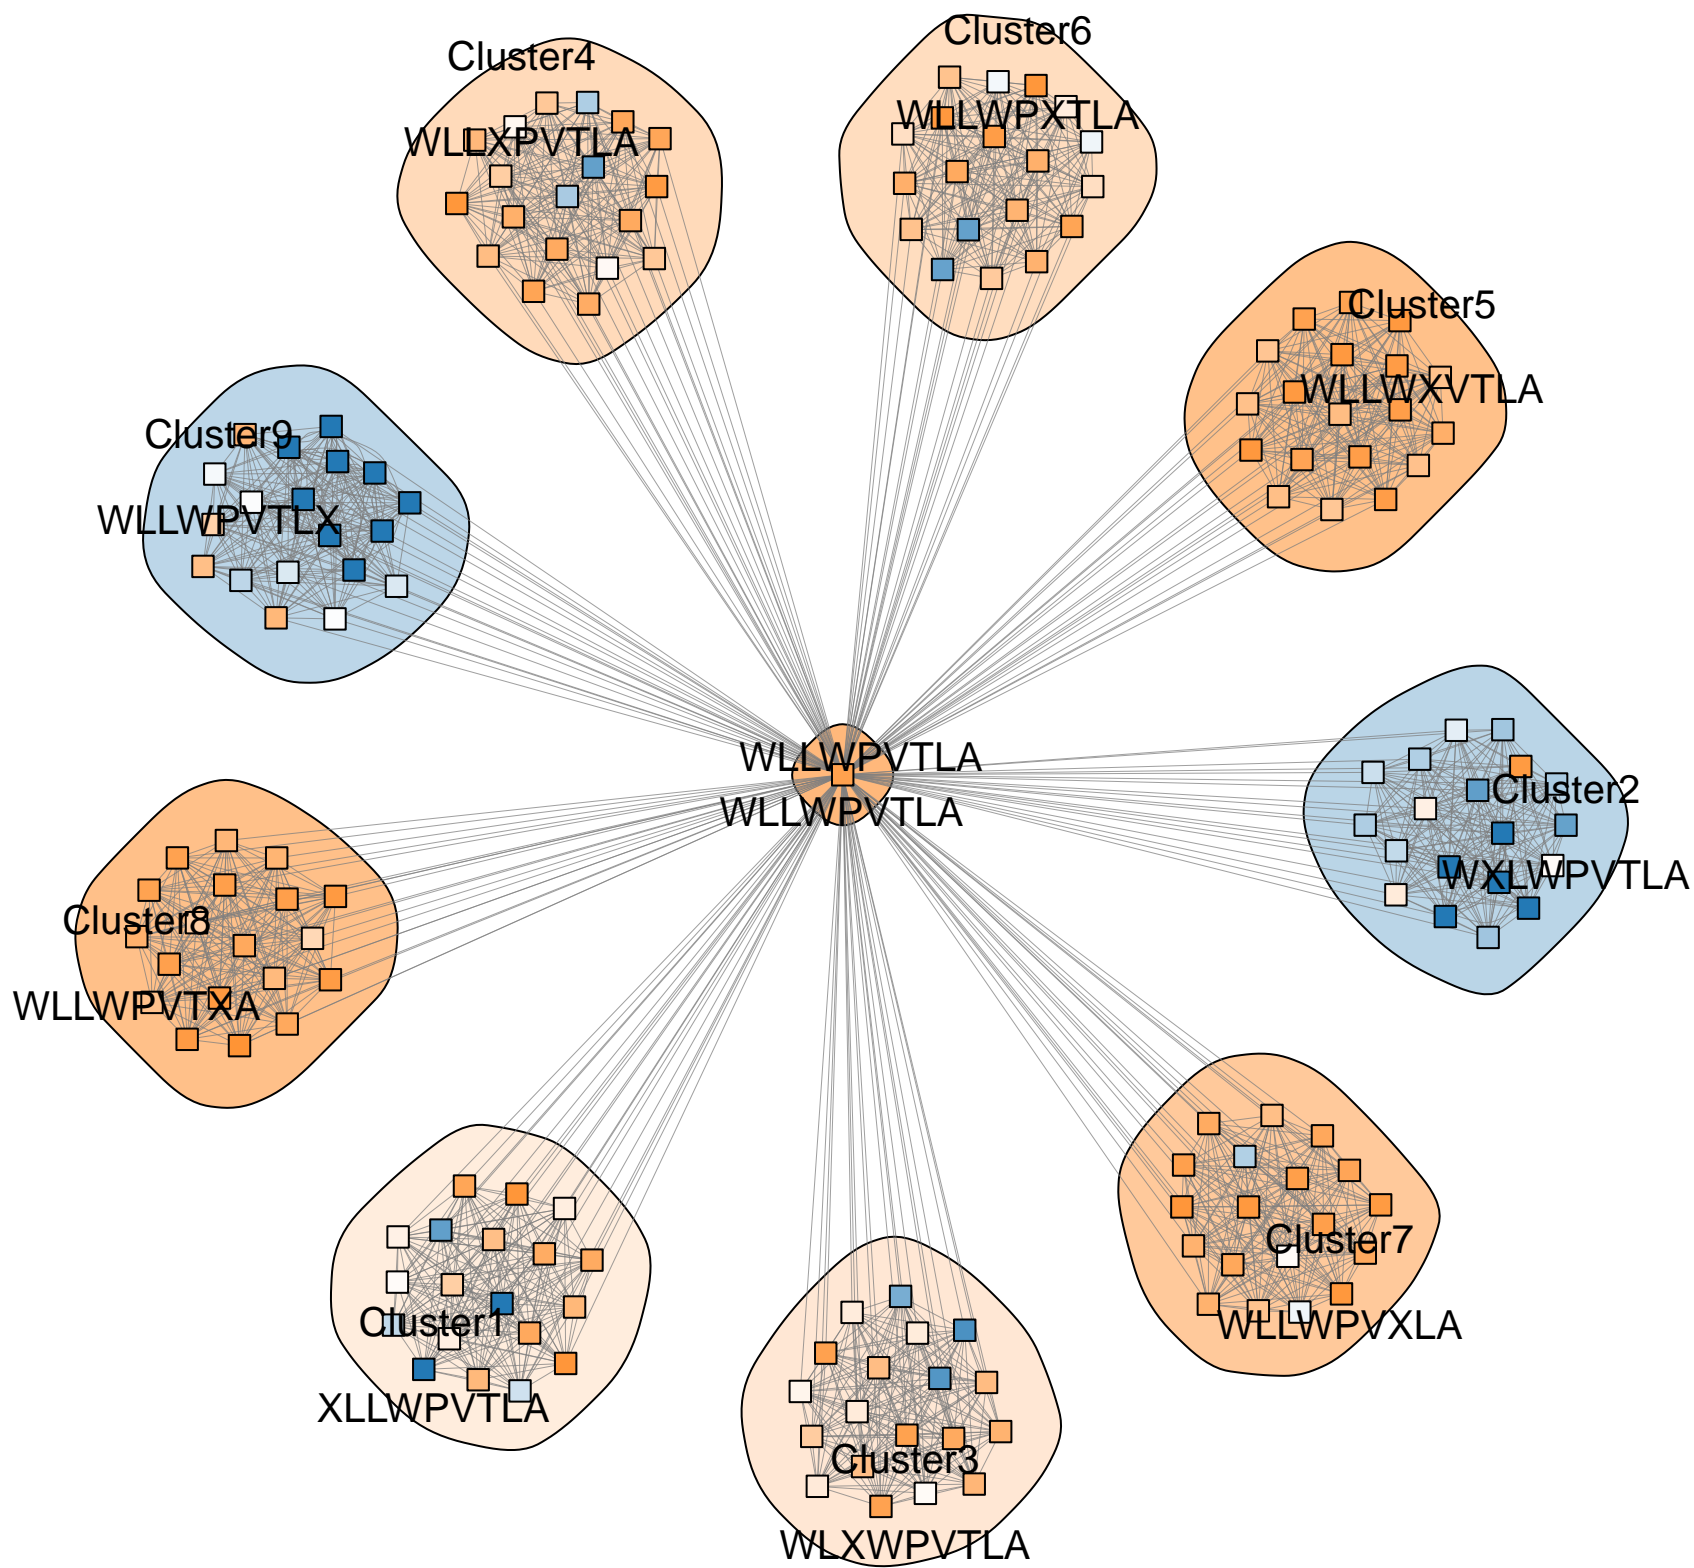 Cluster6
WLLWPXTLA
Cluster4
WLLXPVTLA
Cluster5
WLLWXVTLA
Cluster9
WLLWPVTLX
WLLWPVTLA
WLLWPVTLA
Cluster2
WXLWPVTLA
Cluster8
WLLWPVTXA
Cluster7
WLLWPVXLA
Cluster1
XLLWPVTLA
Cluster3
WLXWPVTLA